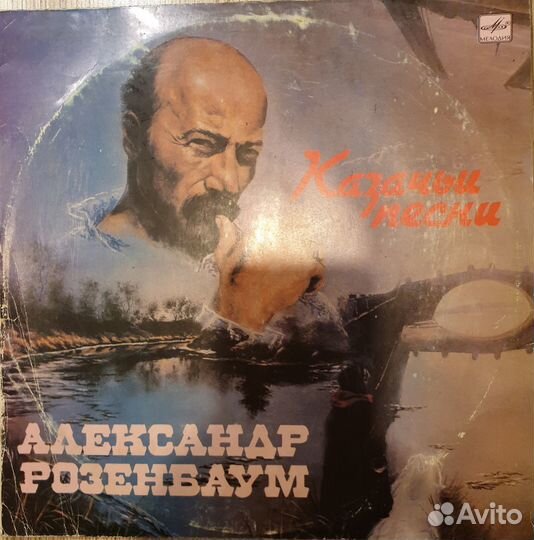 МЕЛОДИЯ
Казачьи
песни
АЛЕКСАНДР
РОЗЕНБАУМ
Avito